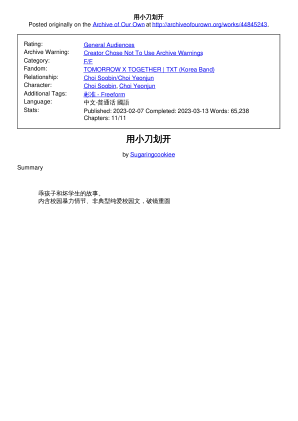 用小刀划开
Posted originally on the Archive of Our Own at http://archiveofourown.org/works/44845243.
Rating: General Audiences
Archive Warning: Creator Chose Not To Use Archive Warnings
Category: F/F
Fandom: TOMORROW X TOGETHER | TXT (Korea Band)
Relationship: Choi Soobin/Choi Yeonjun
Character: Choi Soobin, Choi Yeonjun
Additional Tags: 彬准 - Freeform
Language: 中文-普通话 國語
Stats: Published: 2023-02-07 Completed: 2023-03-13 Words: 65,238
Chapters: 11/11
用小刀划开
by Sugaringcookiee
Summary
乖孩子和坏学生的故事。
内含校园暴力情节、非典型纯爱校园文，破镜重圆